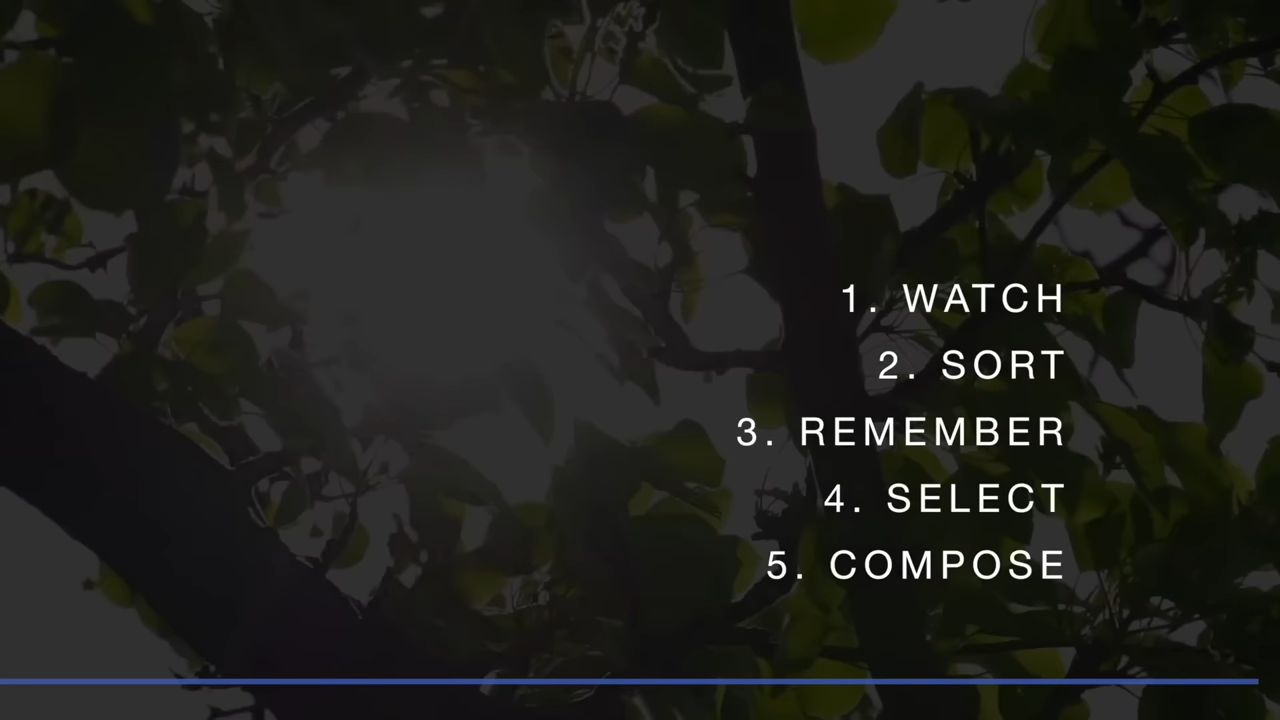 1. WATCH
2. SORT
3. REMEMBER
4. SELECT
5. COMPOSE